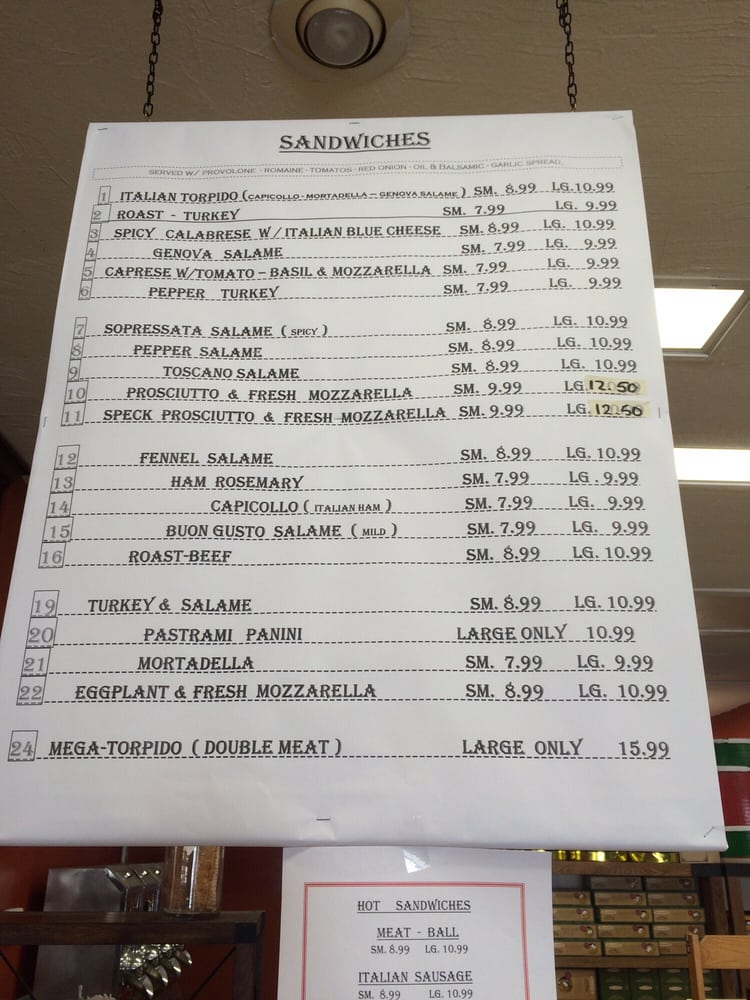 SANDWICHES
SERVED W/ PROVOLONE - ROMAINE - TOMATOS - RED ONION - OIL & BALSAMIC - GARLIC SPREAD.
1 ITALIAN TORPIDO (CAPICOLLO - MORTADELLA - GENOVA SALAME) SM. 8.99 LG. 10.99
2 ROAST - TURKEY SM. 7.99 LG. 9.99
3 SPICY CALABRESE W/ ITALIAN BLUE CHEESE SM. 8.99 LG. 10.99
4 GENOVA SALAME SM. 7.99 LG. 9.99
5 CAPRESE W/TOMATO - BASIL & MOZZARELLA SM. 7.99 LG. 9.99
6 PEPPER TURKEY SM. 7.99 LG. 9.99
7 SOPRESSATA SALAME ( SPICY ) SM. 8.99 LG. 10.99
8 PEPPER SALAME SM. 8.99 LG. 10.99
9 TOSCANO SALAME SM. 8.99 LG. 10.99
10 PROSCIUTTO & FRESH MOZZARELLA SM. 9.99 LG. 12.50
11 SPECK PROSCIUTTO & FRESH MOZZARELLA SM. 9.99 LG. 12.50
12 FENNEL SALAME SM. 8.99 LG. 10.99
13 HAM ROSEMARY SM. 7.99 LG . 9.99
14 CAPICOLLO ( ITALIAN HAM ) SM. 7.99 LG. 9.99
15 BUON GUSTO SALAME ( MILD ) SM. 7.99 LG. 9.99
16 ROAST-BEEF SM. 8.99 LG. 10.99
19 TURKEY & SALAME SM. 8.99 LG. 10.99
20 PASTRAMI PANINI LARGE ONLY 10.99
21 MORTADELLA SM. 7.99 LG. 9.99
22 EGGPLANT & FRESH MOZZARELLA SM. 8.99 LG. 10.99
24 MEGA-TORPIDO ( DOUBLE MEAT ) LARGE ONLY 15.99
HOT SANDWICHES
MEAT - BALL
SM. 8.99 LG. 10.99
ITALIAN SAUSAGE
SM. 8.99 LG. 10.99